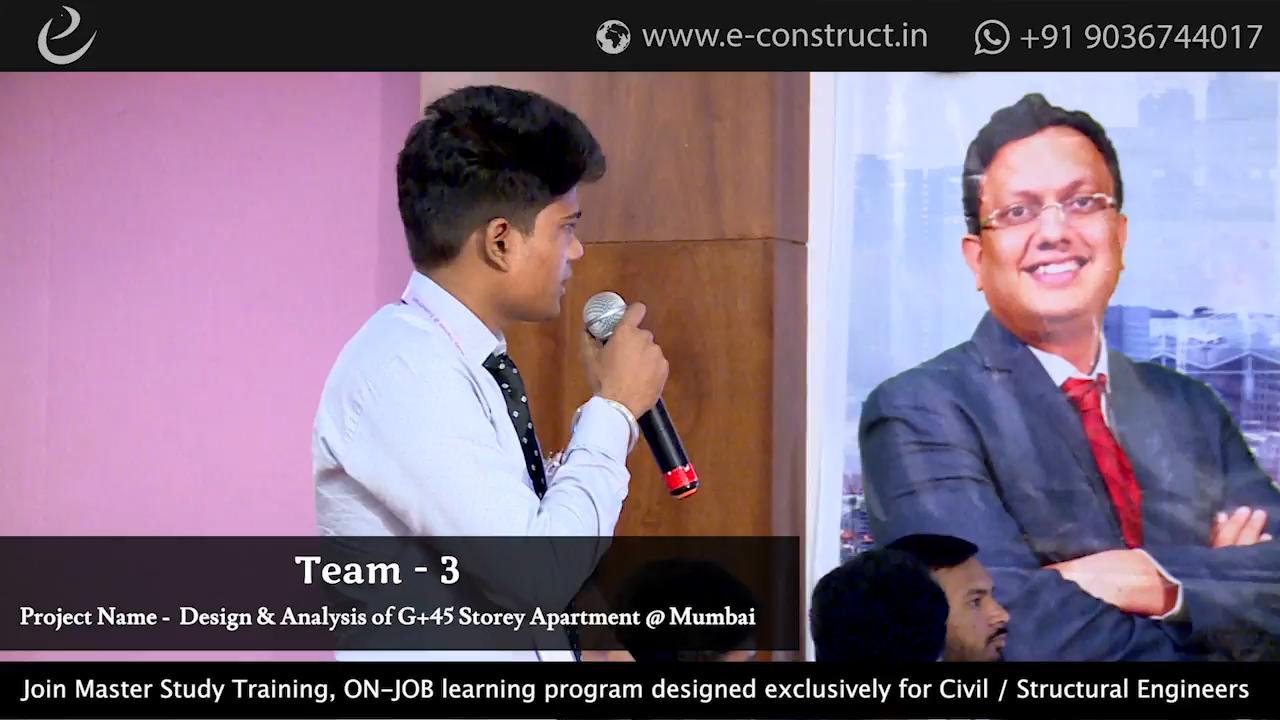 www.e-construct.in
+91 9036744017
Team - 3
Project Name - Design & Analysis of G+45 Storey Apartment @ Mumbai
Join Master Study Training, ON-JOB learning program designed exclusively for Civil / Structural Engineers